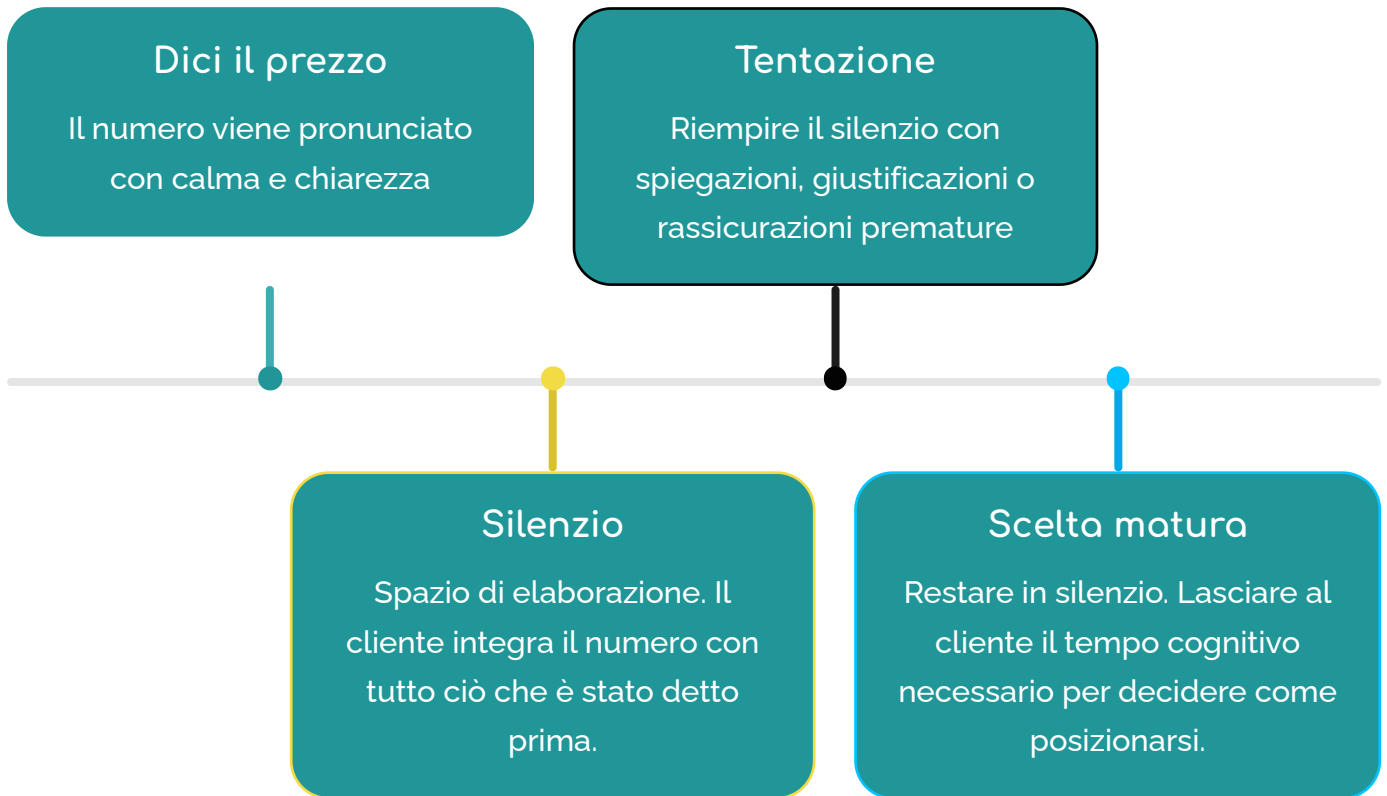 Dici il prezzo
Il numero viene pronunciato
con calma e chiarezza
Silenzio
Spazio di elaborazione. Il
cliente integra il numero con
tutto ciò che è stato detto
prima.
Tentazione
Riempire il silenzio con
spiegazioni, giustificazioni o
rassicurazioni premature
Scelta matura
Restare in silenzio. Lasciare al
cliente il tempo cognitivo
necessario per decidere come
posizionarsi.